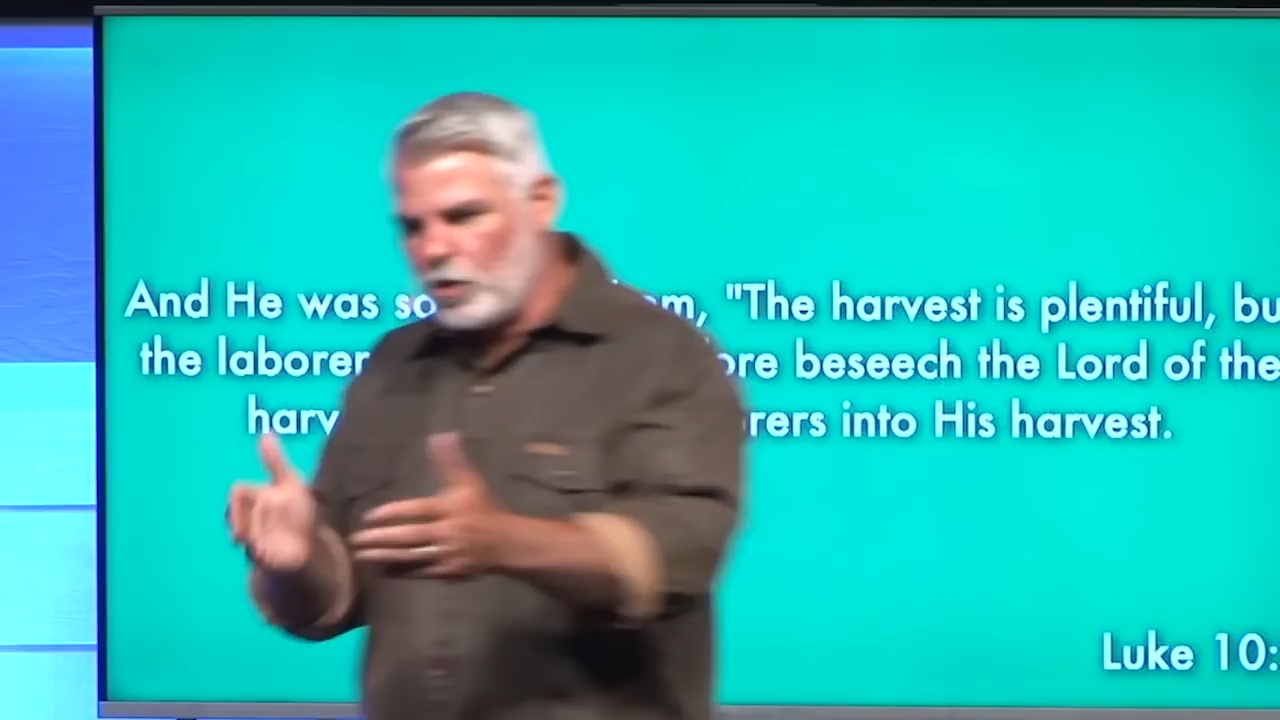 And He was so em, "The harvest is plentiful, bu
the laborer ore beseech the Lord of the
harv rers into His harvest.
Luke 10: